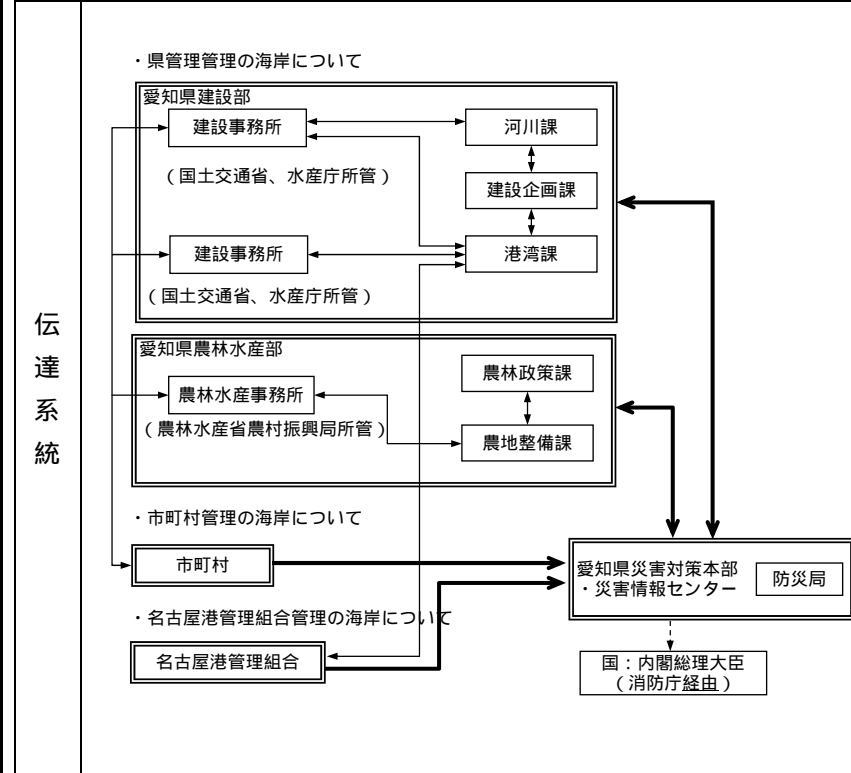 伝達系統
・県管理管理の海岸について
愛知県建設部
建設事務所
河川課
（国土交通省、水産庁所管）
建設企画課
建設事務所
港湾課
（国土交通省、水産庁所管）
愛知県農林水産部
農林水産事務所
農林政策課
（農林水産省農村振興局所管）
農地整備課
・市町村管理の海岸について
市町村
愛知県災害対策本部
・災害情報センター
防災局
・名古屋港管理組合管理の海岸について
名古屋港管理組合
国：内閣総理大臣
（消防庁経由）